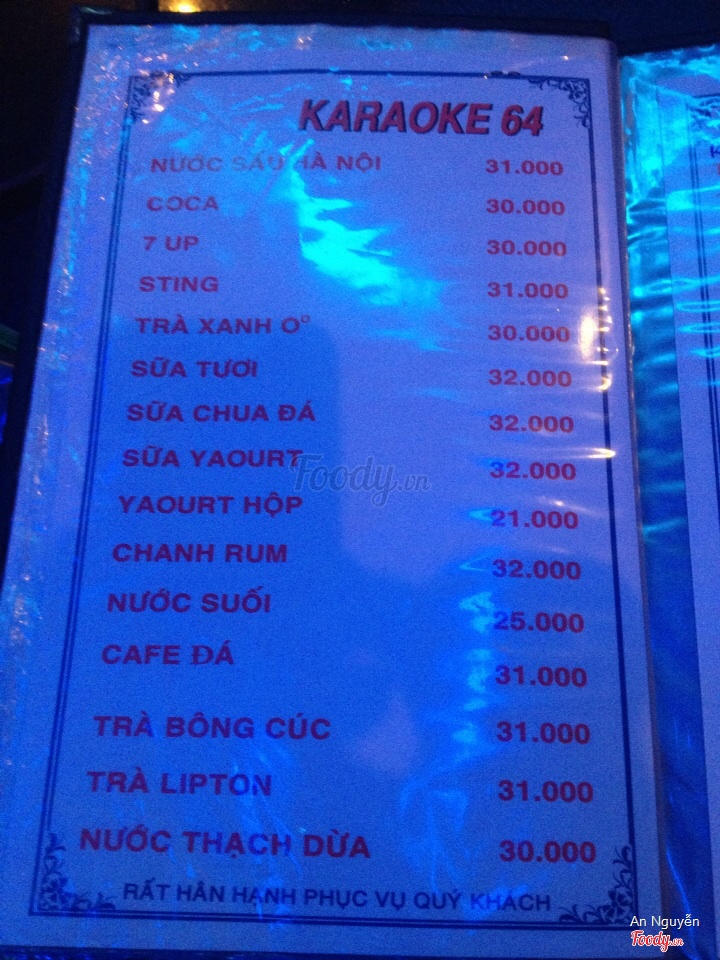 KARAOKE 64
NƯỚC SẤU HÀ NỘI 31.000
COCA 30.000
7 UP 30.000
STING 31.000
TRÀ XANH O° 30.000
SỮA TƯƠI 32.000
SỮA CHUA ĐÁ 32.000
SỮA YAOURT 32.000
YAOURT HỘP 21.000
CHANH RUM 32.000
NƯỚC SUỐI 25.000
CAFE ĐÁ 31.000
TRÀ BÔNG CÚC 31.000
TRÀ LIPTON 31.000
NƯỚC THẠCH DỪA 30.000
RẤT HÂN HẠNH PHỤC VỤ QUÝ KHÁCH
Foody.vn
An Nguyễn
Foody.vn